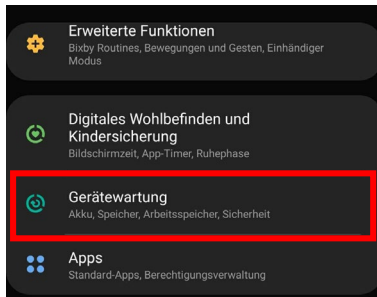 Erweiterte Funktionen
Bixby Routines, Bewegungen und Gesten, Einhändiger
Modus
Digitales Wohlbefinden und
Kindersicherung
Bildschirmzeit, App-Timer, Ruhephase
Gerätewartung
Akku, Speicher, Arbeitsspeicher, Sicherheit
Apps
Standard-Apps, Berechtigungsverwaltung